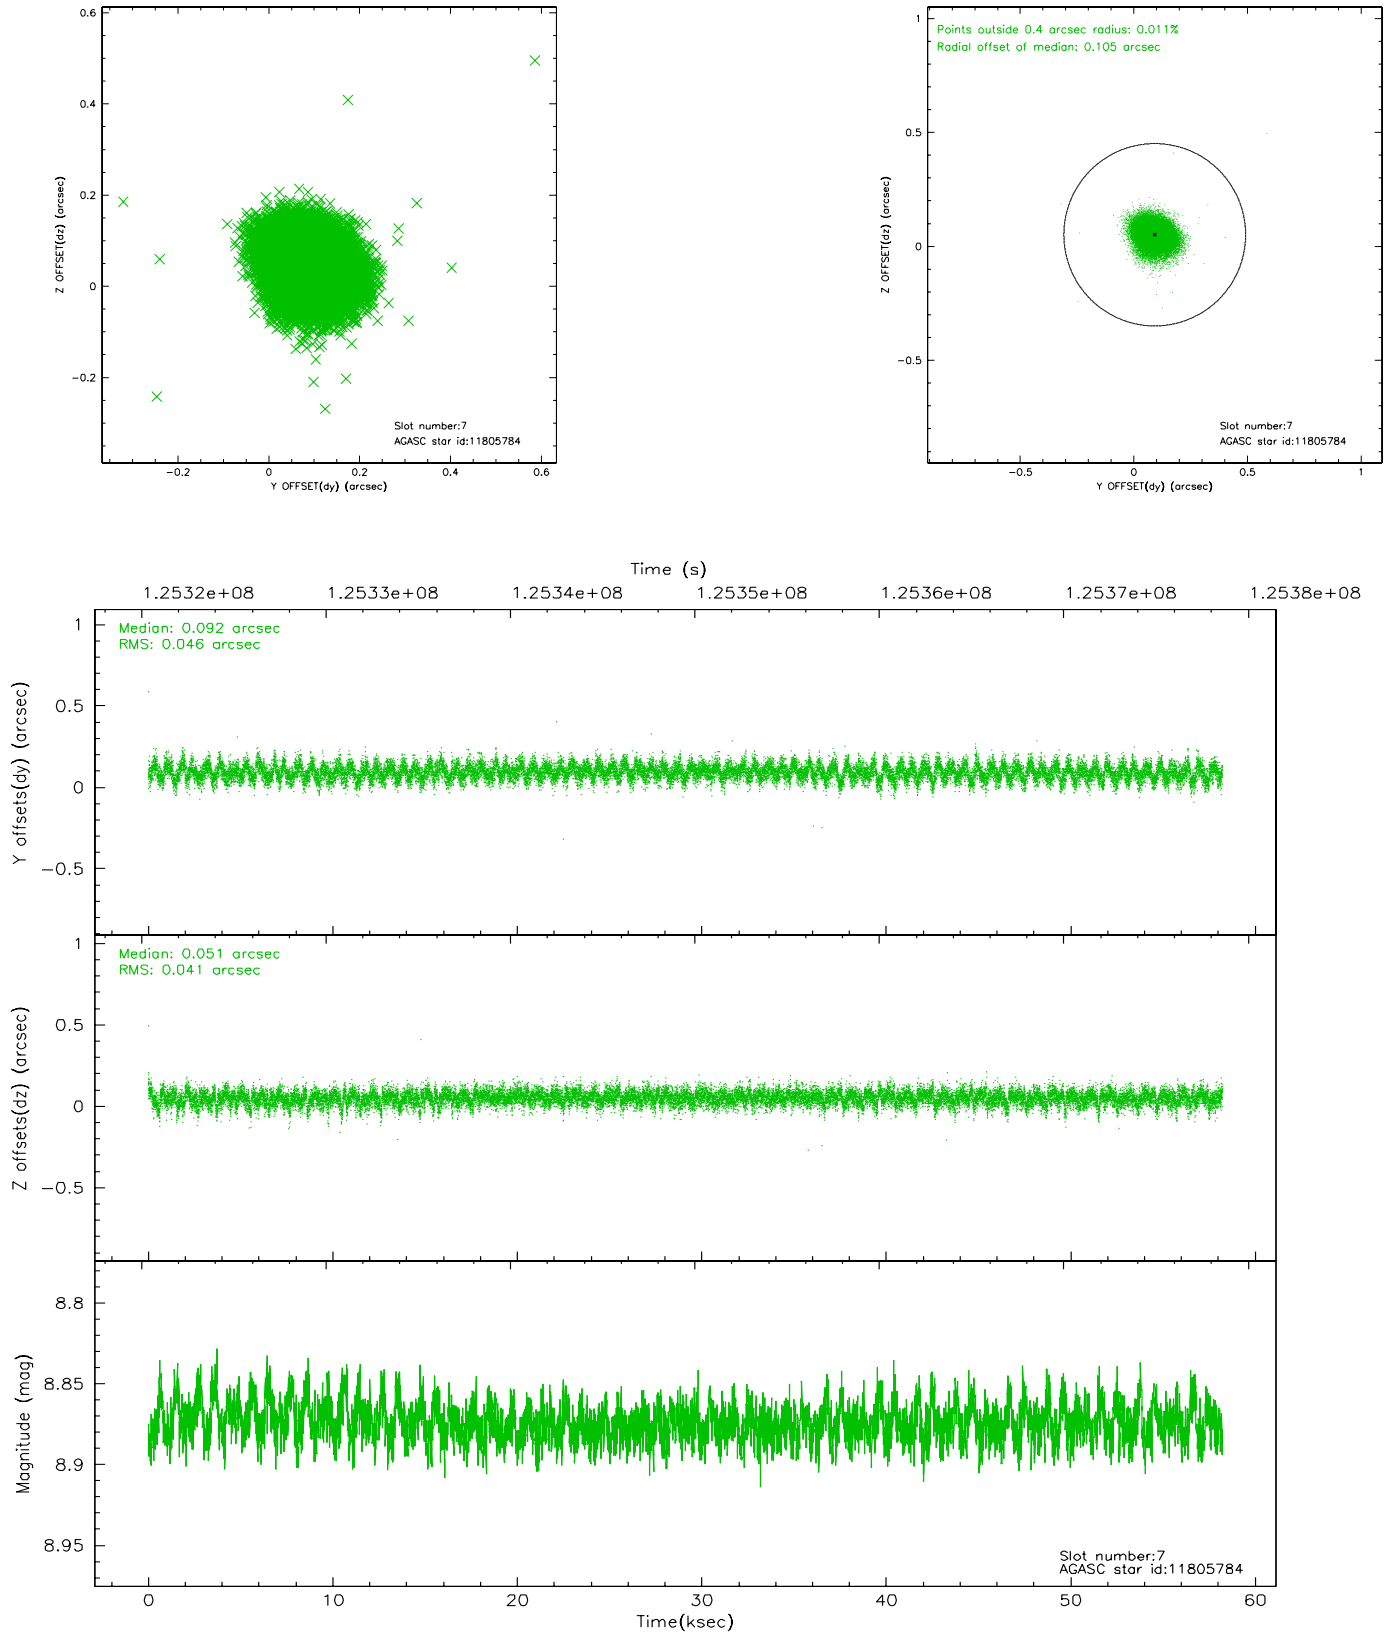 0.6
0.4
0.2
0
−0.2
Z OFFSET(dz) (arcsec)
Slot number:7
AGASC star id:11805784
−0.2 0 0.2 0.4 0.6
Y OFFSET(dy) (arcsec)
Points outside 0.4 arcsec radius: 0.011%
Radial offset of median: 0.105 arcsec
1
0.5
0
−0.5
Z OFFSET(dz) (arcsec)
Slot number:7
AGASC star id:11805784
−0.5 0 0.5 1
Y OFFSET(dy) (arcsec)
Time (s)
1.2532e+08 1.2533e+08 1.2534e+08 1.2535e+08 1.2536e+08 1.2537e+08 1.2538e+08
Median: 0.092 arcsec
RMS: 0.046 arcsec
1
0.5
0
−0.5
Y offsets(dy) (arcsec)
Median: 0.051 arcsec
RMS: 0.041 arcsec
1
0.5
0
−0.5
Z offsets(dz) (arcsec)
8.8
8.85
8.9
8.95
Magnitude (mag)
Slot number:7
AGASC star id:11805784
0 10 20 30 40 50 60
Time(ksec)